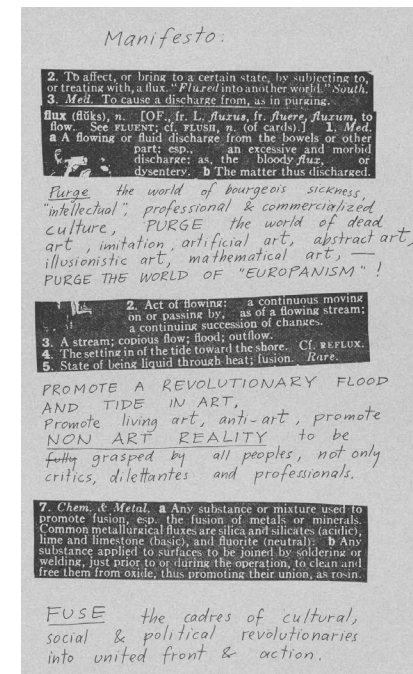 Manifesto:
2. To affect, or bring to a certain state, by subjecting to,
or treating with, a flux. "Fluxed into another world." South.
3. Med. To cause a discharge from, as in purging.
flux (flŭks), n. [OF., fr. L. fluxus, fr. fluere, fluxum, to
flow. See FLUENT; cf. FLUSH, n. (of cards).] 1. Med.
a A flowing or fluid discharge from the bowels or other
part; esp., an excessive and morbid
discharge; as, the bloody flux, or
dysentery. b The matter thus discharged.
Purge the world of bourgeois sickness,
"intellectual", professional & commercialized
culture, PURGE the world of dead
art, imitation, artificial art, abstract art,
illusionistic art, mathematical art, —
PURGE THE WORLD OF "EUROPANISM"!
2. Act of flowing: a continuous moving
on or passing by, as of a flowing stream;
a continuing succession of changes.
3. A stream; copious flow; flood; outflow.
4. The setting in of the tide toward the shore. Cf. REFLUX.
5. State of being liquid through heat; fusion. Rare.
PROMOTE A REVOLUTIONARY FLOOD
AND TIDE IN ART,
Promote living art, anti-art, promote
NON ART REALITY to be
fully grasped by all peoples, not only
critics, dilettantes and professionals.
7. Chem. & Metal. a Any substance or mixture used to
promote fusion, esp. the fusion of metals or minerals.
Common metallurgical fluxes are silica and silicates (acidic),
lime and limestone (basic), and fluorite (neutral). b Any
substance applied to surfaces to be joined by soldering or
welding, just prior to or during the operation, to clean and
free them from oxide, thus promoting their union, as rosin.
FUSE the cadres of cultural,
social & political revolutionaries
into united front & action.